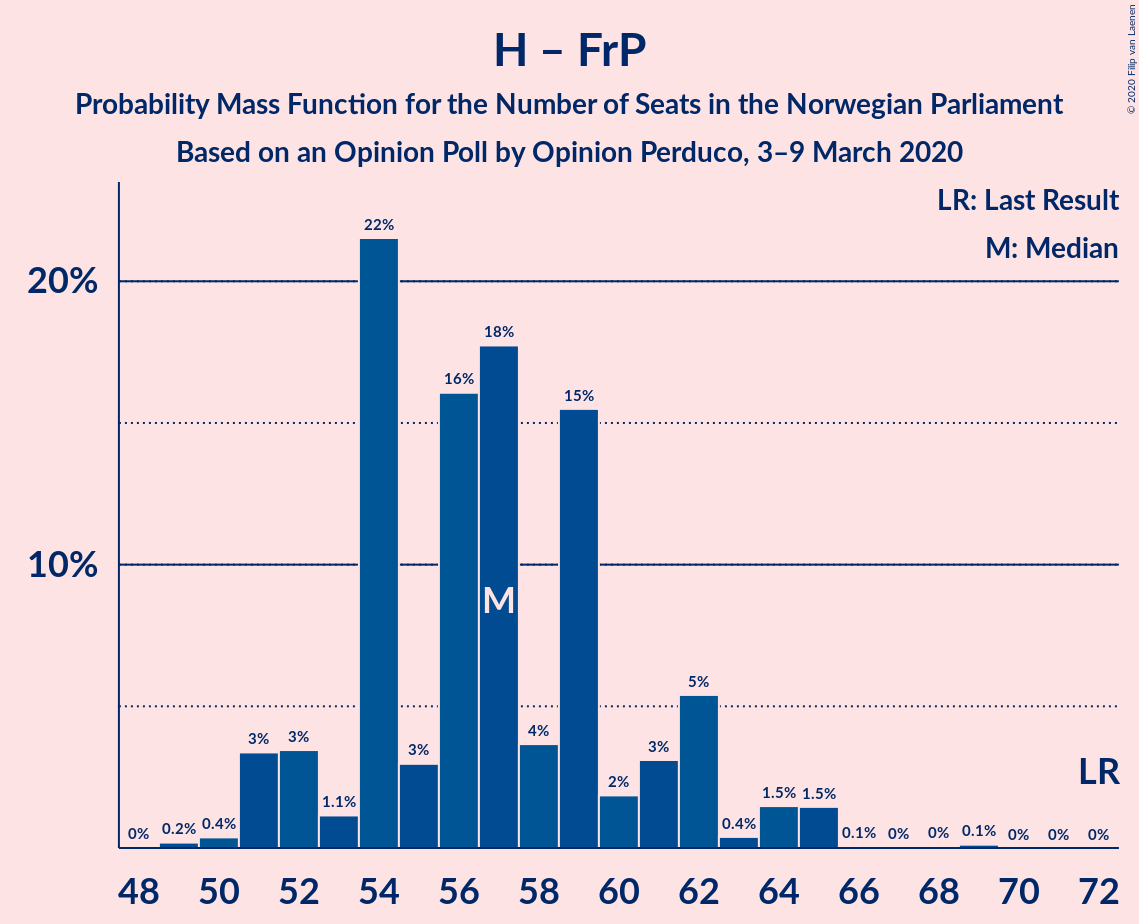 H – FrP
Probability Mass Function for the Number of Seats in the Norwegian Parliament
Based on an Opinion Poll by Opinion Perduco, 3–9 March 2020
© 2020 Filip van Laenen
LR: Last Result
M: Median
20%
10%
0% 0.2% 0.4% 3% 3% 1.1% 22% 3% 16% 18% 4% 15% 2% 3% 5% 0.4% 1.5% 1.5% 0.1% 0% 0% 0.1% 0% 0% 0%
M
LR
48 50 52 54 56 58 60 62 64 66 68 70 72